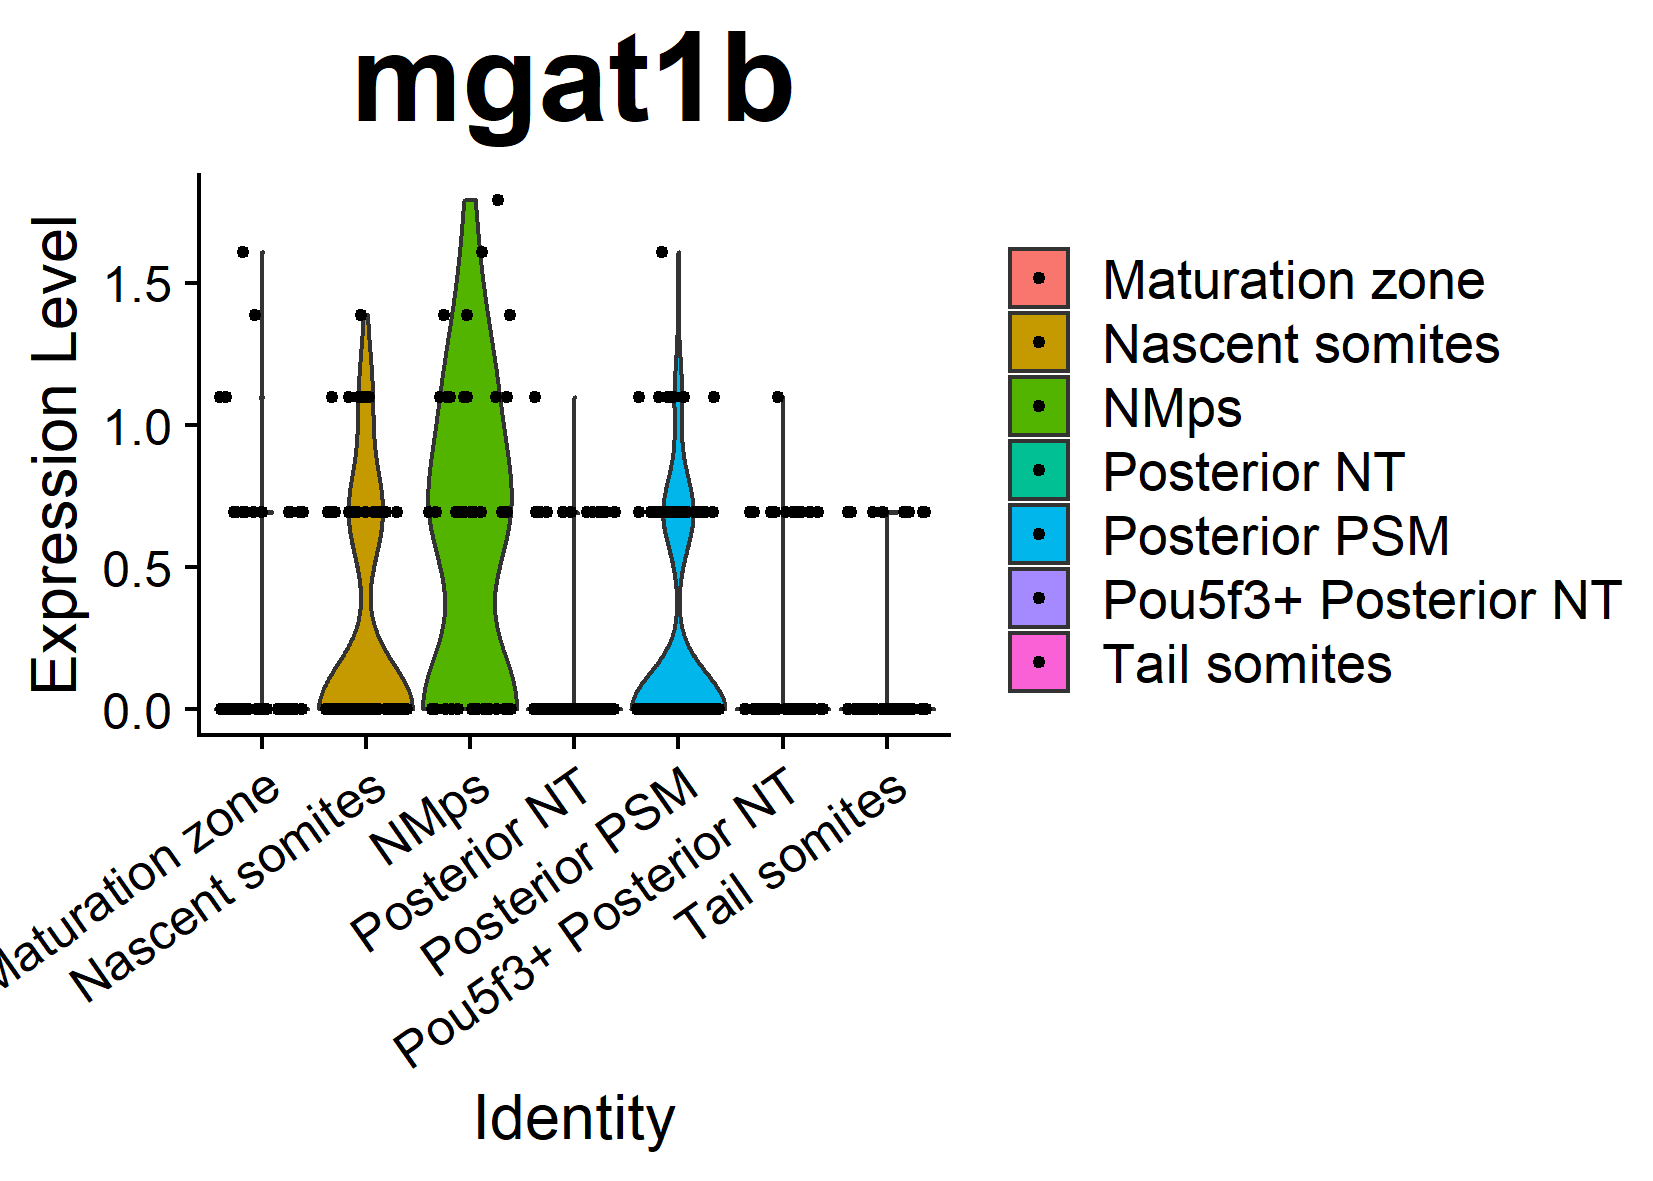 mgat1b
Expression Level
1.5
1.0
0.5
0.0
Maturation zone
Nascent somites
NMps
Posterior NT
Posterior PSM
Pou5f3+ Posterior NT
Tail somites
Identity
Maturation zone
Nascent somites
NMps
Posterior NT
Posterior PSM
Pou5f3+ Posterior NT
Tail somites